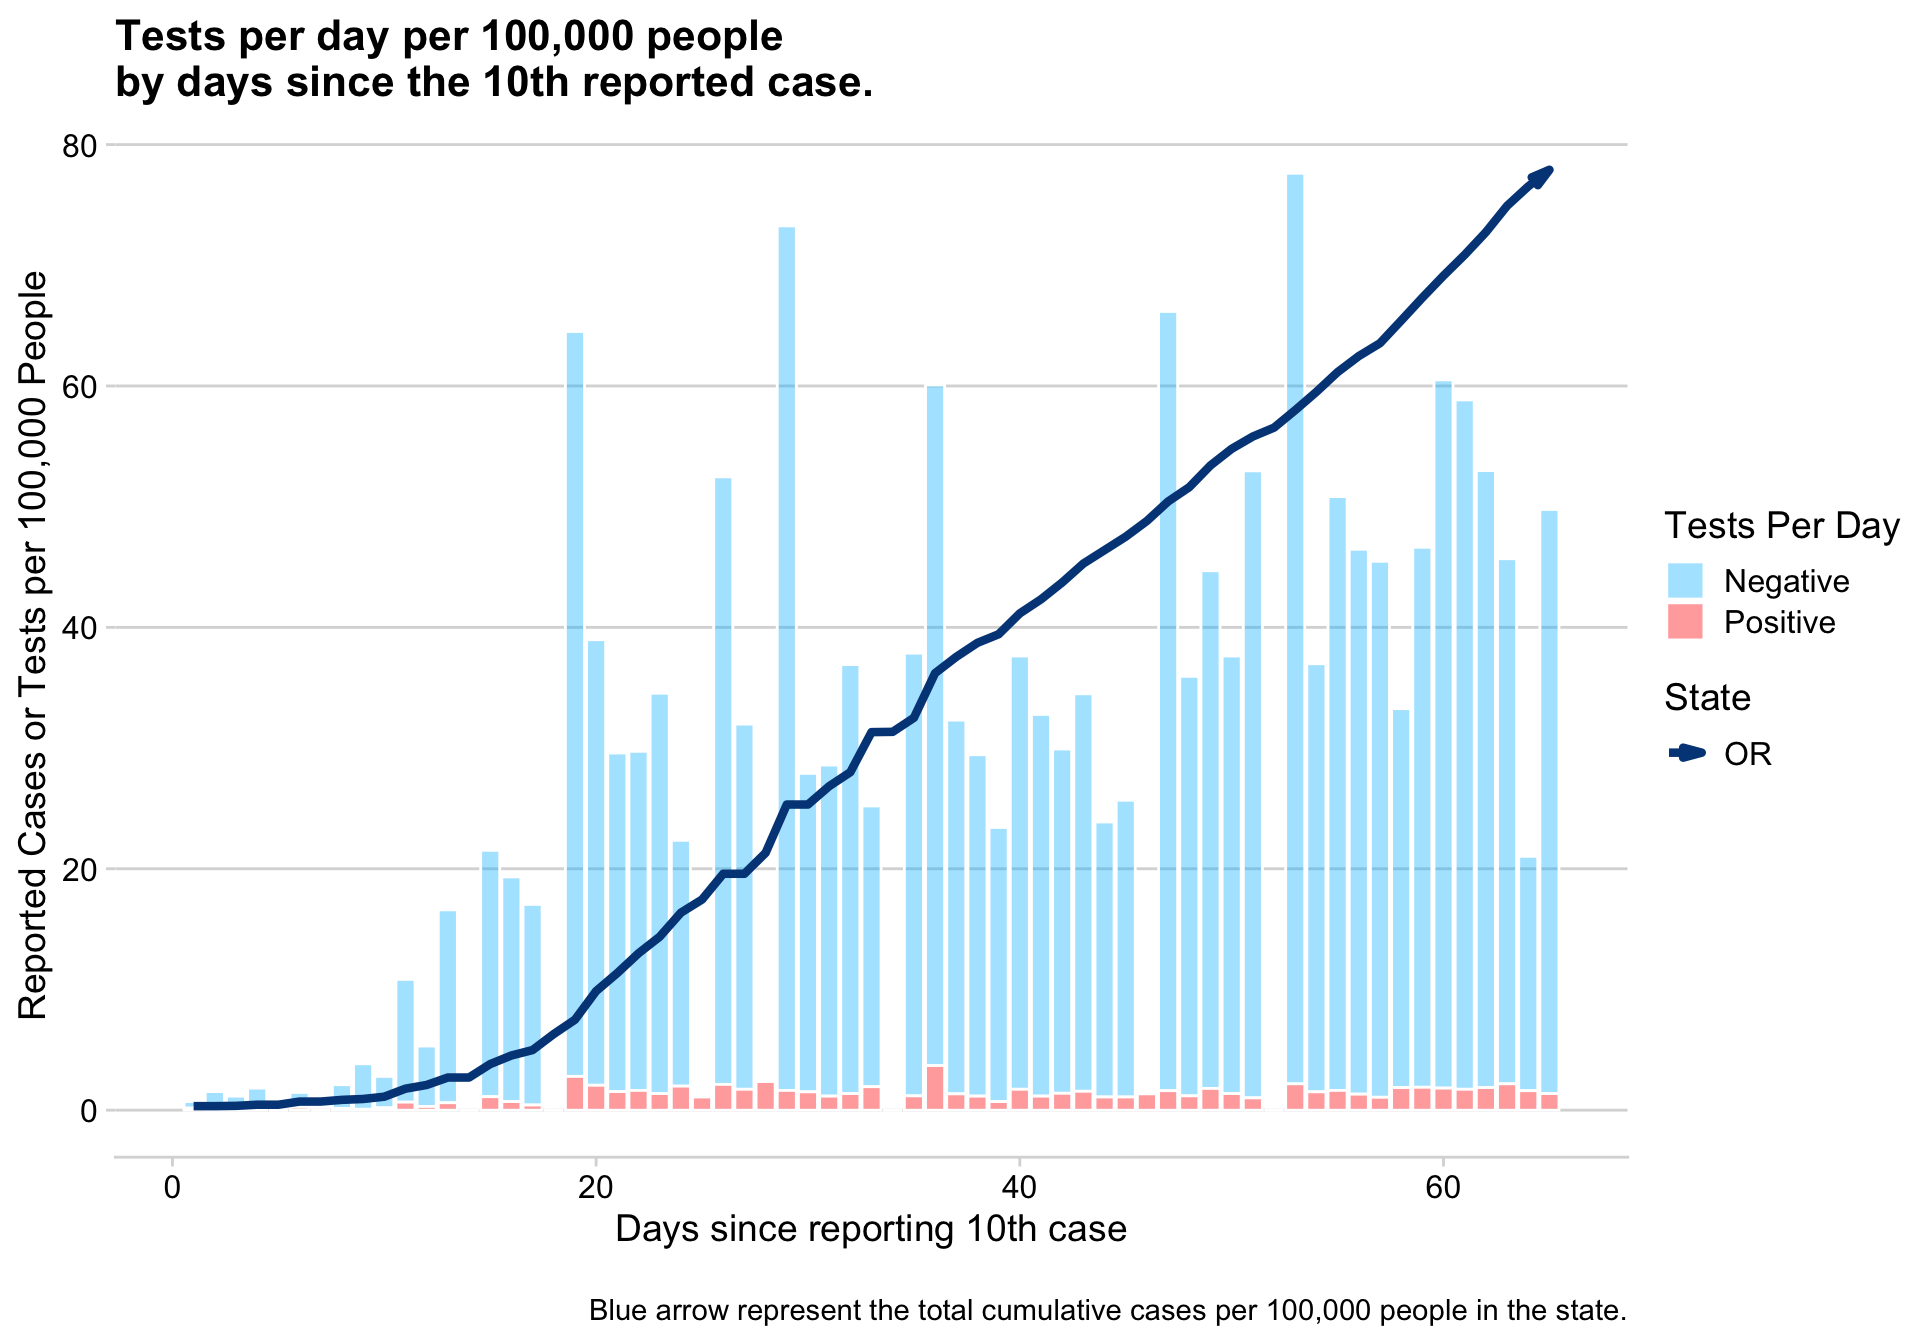 Tests per day per 100,000 people
by days since the 10th reported case.
Reported Cases or Tests per 100,000 People
80
60
40
20
0
0
20
40
60
Days since reporting 10th case
Tests Per Day
Negative
Positive
State
OR
Blue arrow represent the total cumulative cases per 100,000 people in the state.